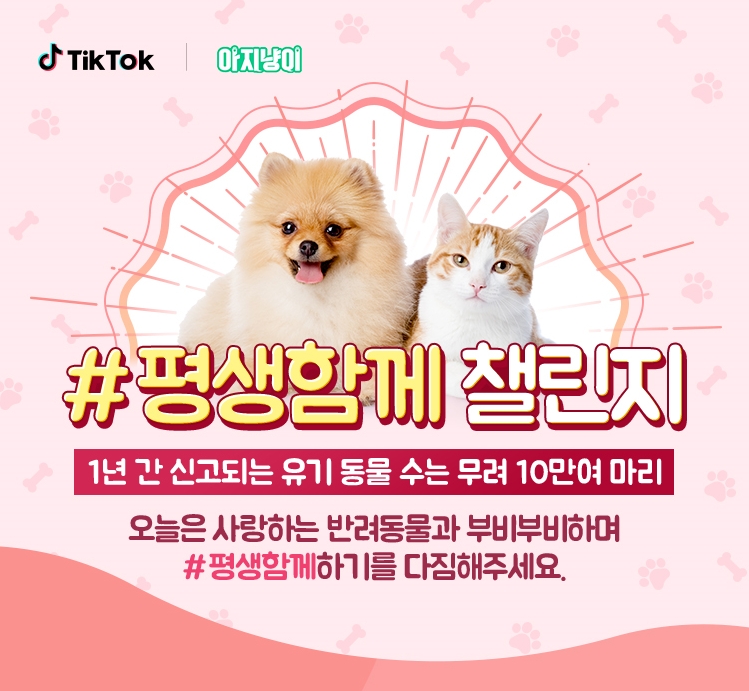 TikTok
아지냥이
#평생함께 챌린지
1년 간 신고되는 유기 동물 수는 무려 10만여 마리
오늘은 사랑하는 반려동물과 부비부비하며
#평생함께하기를 다짐해주세요.